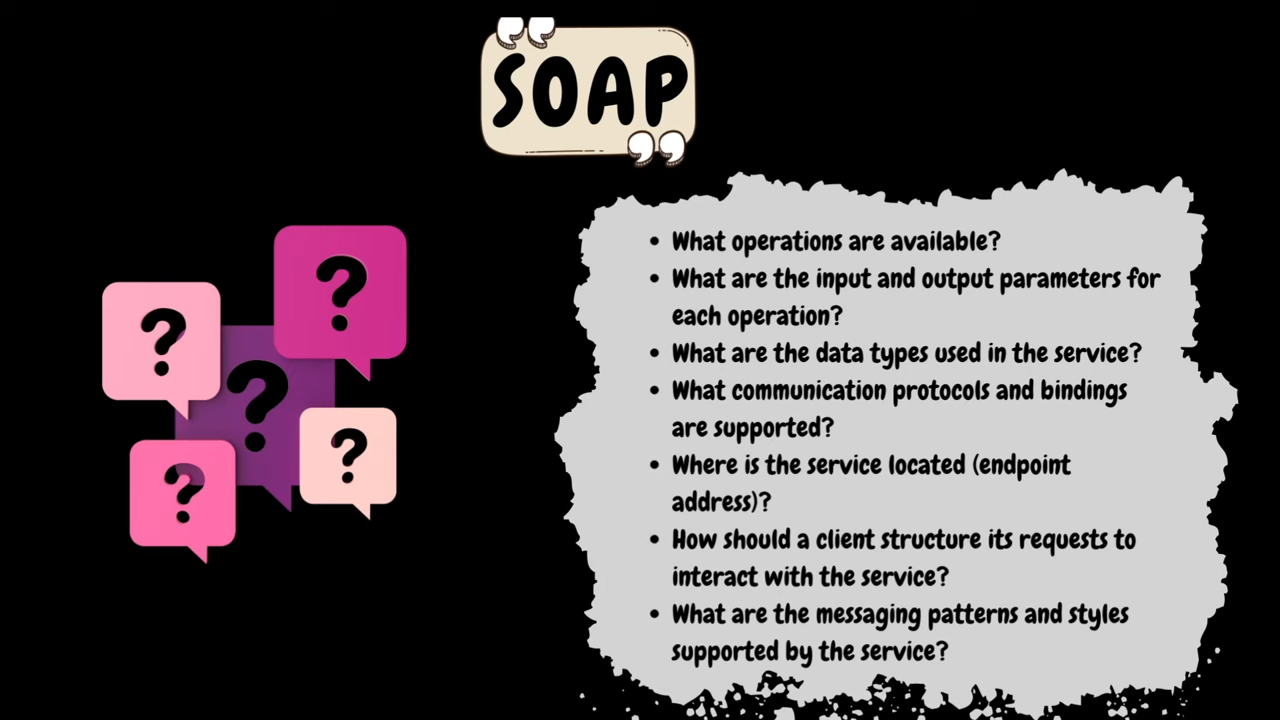 SOAP
• What operations are available?
• What are the input and output parameters for
each operation?
• What are the data types used in the service?
• What communication protocols and bindings
are supported?
• Where is the service located (endpoint
address)?
• How should a client structure its requests to
interact with the service?
• What are the messaging patterns and styles
supported by the service?
?
?
?
?
?